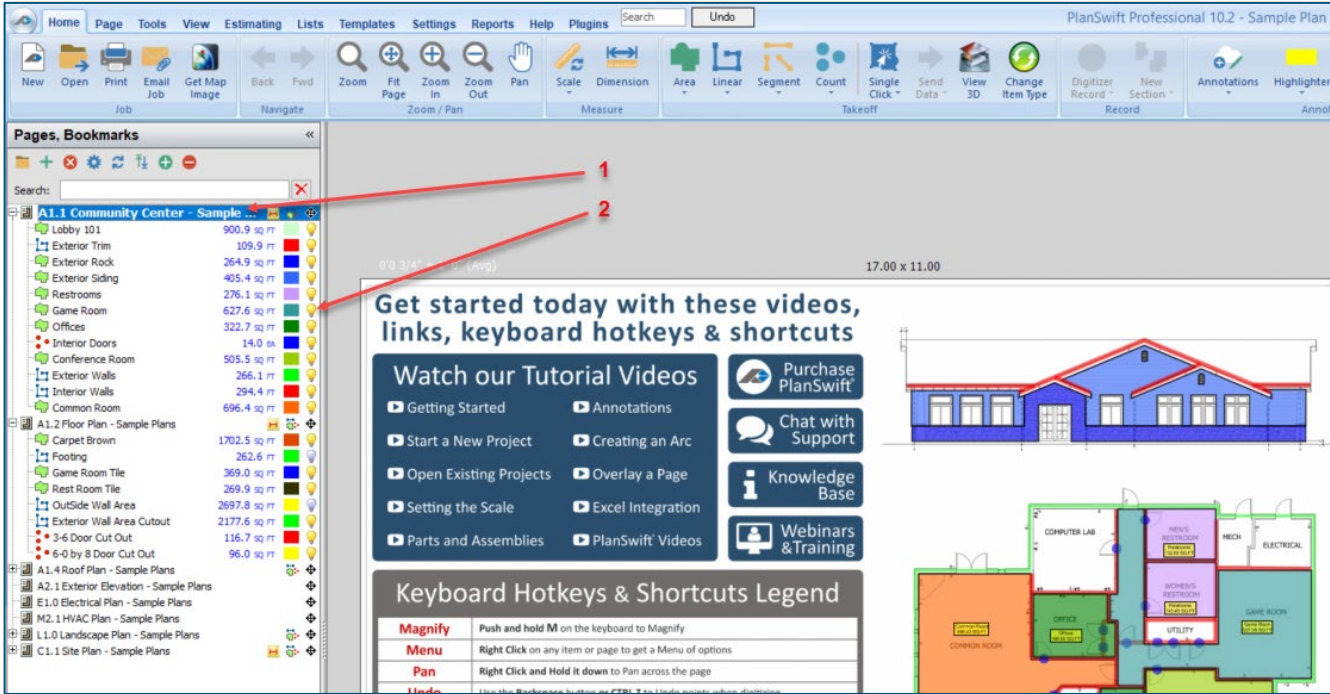 Home Page Tools View Estimating Lists Templates Settings Reports Help Plugins Search Undo PlanSwift Professional 10.2 - Sample Plan
New Open Print Email Job Get Map Image Back Fwd Zoom Fit Page Zoom In Zoom Out Pan Scale Dimension Area Linear Segment Count Single Click Send Data View 3D Change Item Type Digitizer Record New Section Annotations Highlighter
Job Navigate Zoom / Pan Measure Takeoff Record Annot
Pages, Bookmarks
Search:
1
2
A1.1 Community Center - Sample ...
Lobby 101 900.9 SQ FT
Exterior Trim 109.9 FT
Exterior Rock 264.9 SQ FT
Exterior Siding 405.4 SQ FT
Restrooms 276.1 SQ FT
Game Room 627.6 SQ FT
Offices 322.7 SQ FT
Interior Doors 14.0 EA
Conference Room 505.5 SQ FT
Exterior Walls 266.1 FT
Interior Walls 294.4 FT
Common Room 696.4 SQ FT
A1.2 Floor Plan - Sample Plans
Carpet Brown 1702.5 SQ FT
Footing 262.6 FT
Game Room Tile 369.0 SQ FT
Rest Room Tile 269.9 SQ FT
OutSide Wall Area 2697.8 SQ FT
Exterior Wall Area Cutout 2177.6 SQ FT
3-6 Door Cut Out 116.7 SQ FT
6-0 by 8 Door Cut Out 96.0 SQ FT
A1.4 Roof Plan - Sample Plans
A2.1 Exterior Elevation - Sample Plans
E1.0 Electrical Plan - Sample Plans
M2.1 HVAC Plan - Sample Plans
L1.0 Landscape Plan - Sample Plans
C1.1 Site Plan - Sample Plans
(Avg)
17.00 x 11.00
Get started today with these videos,
links, keyboard hotkeys & shortcuts
Watch our Tutorial Videos
Getting Started Annotations
Start a New Project Creating an Arc
Open Existing Projects Overlay a Page
Setting the Scale Excel Integration
Parts and Assemblies PlanSwift' Videos
Purchase
PlanSwift
Chat with
Support
Knowledge
Base
Webinars
&Training
Keyboard Hotkeys & Shortcuts Legend
Magnify Push and hold M on the keyboard to Magnify
Menu Right Click on any item or page to get a Menu of options
Pan Right Click and Hold it down to Pan across the page
Undo Use the Backspace button or CTRL Z to Undo points when digitizing
COMPUTER LAB
MEN'S
RESTROOM
MECH
ELECTRICAL
WOMEN'S
RESTROOM
OFFICE
UTILITY
GAME ROOM
COMMON ROOM